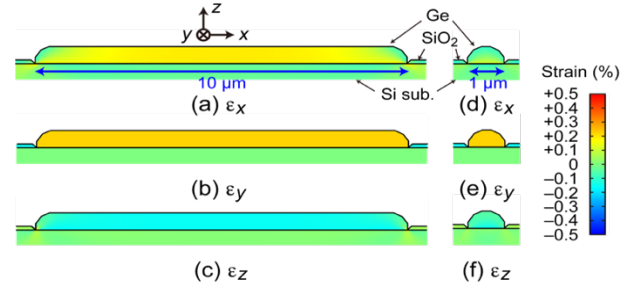 z
y
x
Ge
SiO2
10 µm
Si sub.
1 µm
(a) εx
(d) εx
(b) εy
(e) εy
(c) εz
(f) εz
Strain (%)
+0.5
+0.4
+0.3
+0.2
+0.1
0
–0.1
–0.2
–0.3
–0.4
–0.5